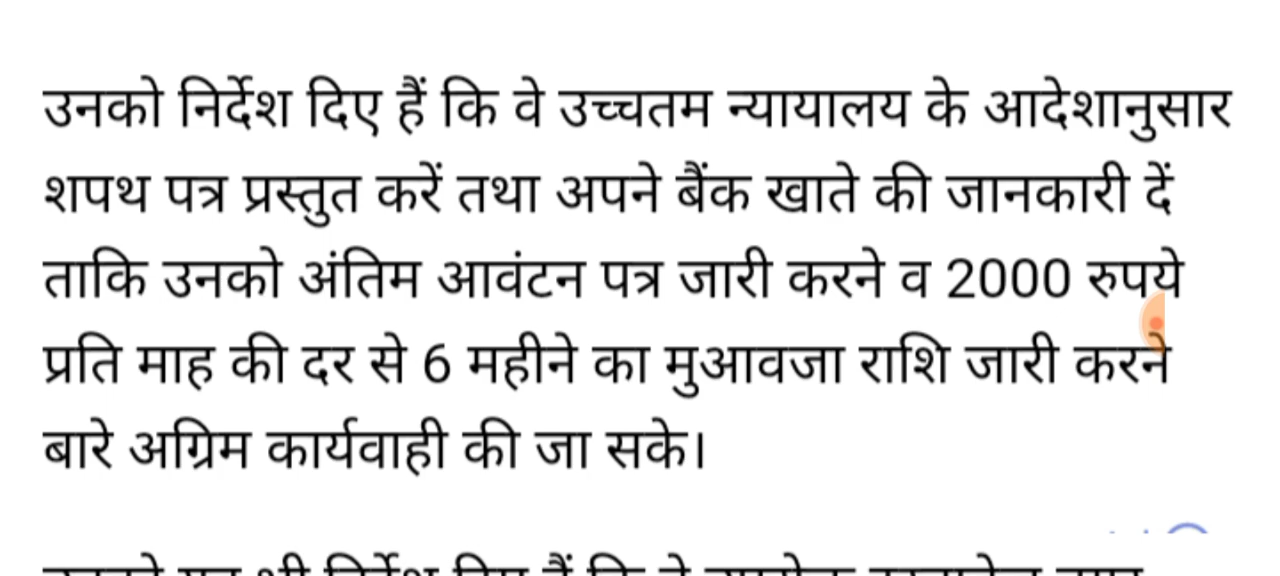 उनको निर्देश दिए हैं कि वे उच्चतम न्यायालय के आदेशानुसार
शपथ पत्र प्रस्तुत करें तथा अपने बैंक खाते की जानकारी दें
ताकि उनको अंतिम आवंटन पत्र जारी करने व 2000 रुपये
प्रति माह की दर से 6 महीने का मुआवजा राशि जारी करने
बारे अग्रिम कार्यवाही की जा सके।